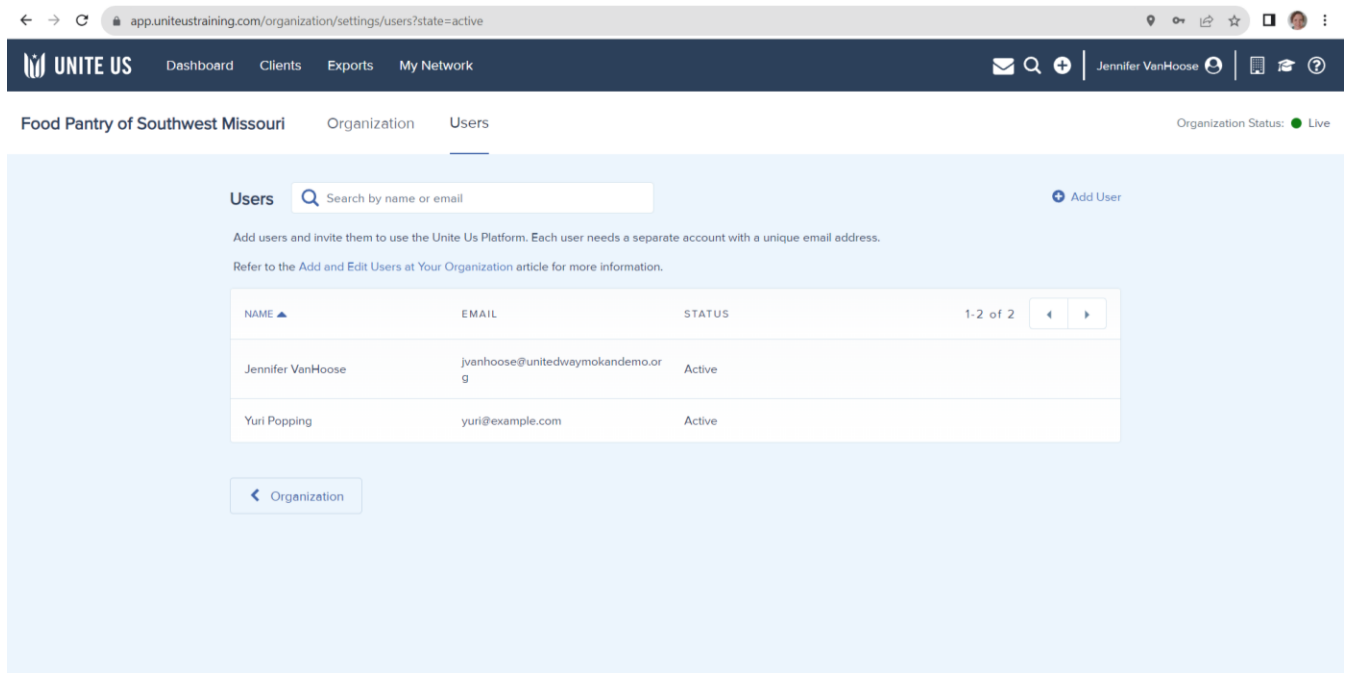 app.uniteustraining.com/organization/settings/users?state=active
UNITE US Dashboard Clients Exports My Network Jennifer VanHoose
Food Pantry of Southwest Missouri Organization Users Organization Status: Live
Users Search by name or email Add User
Add users and invite them to use the Unite Us Platform. Each user needs a separate account with a unique email address.
Refer to the Add and Edit Users at Your Organization article for more information.
NAME EMAIL STATUS 1-2 of 2
Jennifer VanHoose jvanhoose@unitedwaymokandemo.or Active
g
Yuri Popping yuri@example.com Active
Organization